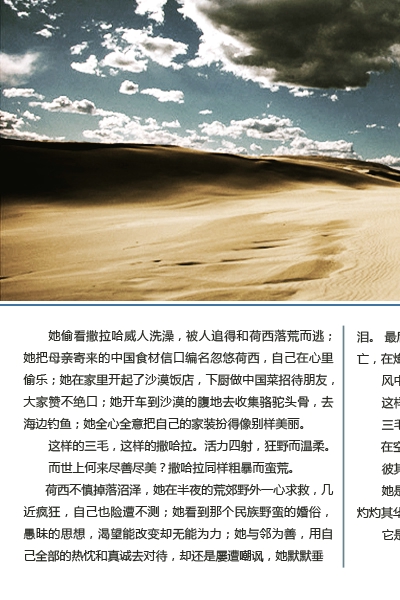 她偷看撒拉哈威人洗澡，被人追得和荷西落荒而逃；
她把母亲寄来的中国食材信口编名忽悠荷西，自己在心里
偷乐；她在家里开起了沙漠饭店，下厨做中国菜招待朋友，
大家赞不绝口；她开车到沙漠的腹地去收集骆驼头骨，去
海边钓鱼；她全心全意把自己的家装扮得像别样美丽。
这样的三毛，这样的撒哈拉。活力四射，狂野而温柔。
而世上何来尽善尽美？撒哈拉同样粗暴而蛮荒。
荷西不慎掉落沼泽，她在半夜的荒郊野外一心求救，几
近疯狂，自己也险遭不测；她看到那个民族野蛮的婚俗，
愚昧的思想，渴望能改变却无能为力；她与邻为善，用自
己全部的热忱和真诚去对待，却还是屡遭嘲讽，她默默垂
泪。 最后
亡，在炮
风中
这样
三毛
在空
彼其
她是
灼灼其华
它是